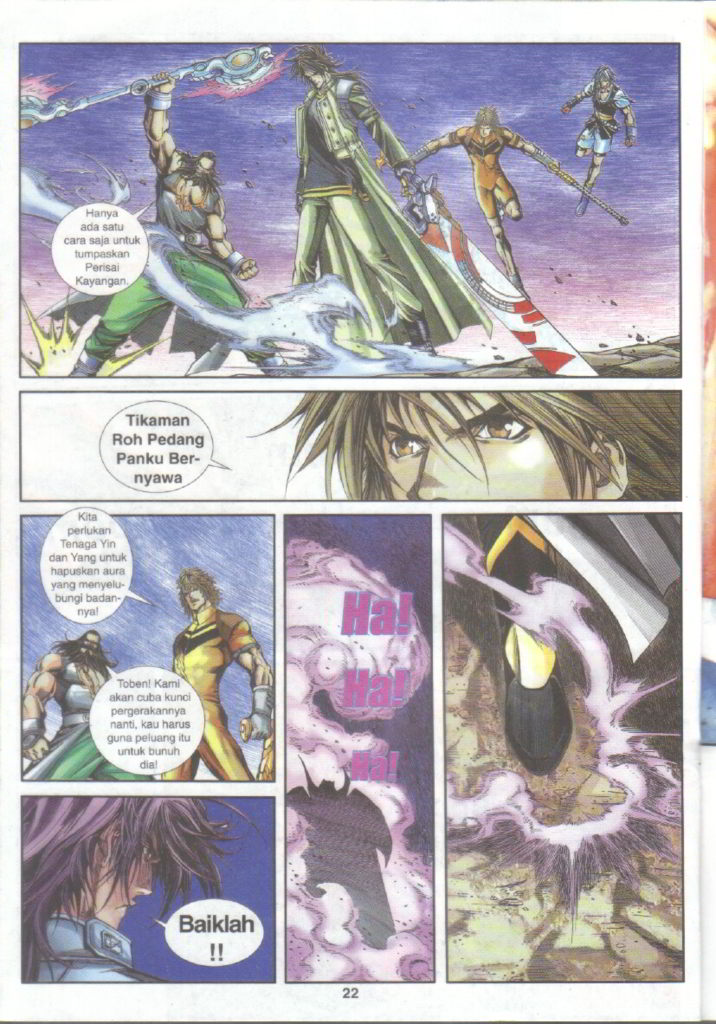 Hanya
ada satu
cara saja untuk
tumpaskan
Perisai
Kayangan.
Tikaman
Roh Pedang
Panku Ber-
nyawa
Kita
perlukan
Tenaga Yin
dan Yang untuk
hapuskan aura
yang menyelu-
bungi badan-
nya!
Toben! Kami
akan cuba kunci
pergerakannya
nanti, kau harus
guna peluang itu
untuk bunuh
dia!
Ha!
Ha!
Ha!
Baiklah
!!
22